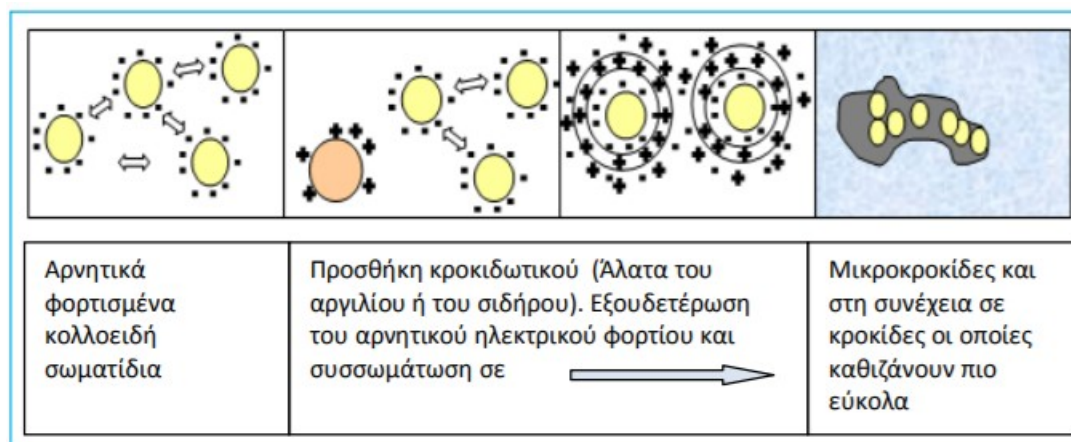 Αρνητικά
φορτισμένα
κολλοειδή
σωματίδια
Προσθήκη κροκιδωτικού (Άλατα του
αργιλίου ή του σιδήρου). Εξουδετέρωση
του αρνητικού ηλεκτρικού φορτίου και
συσσωμάτωση σε
Μικροκροκίδες και
στη συνέχεια σε
κροκίδες οι οποίες
καθιζάνουν πιο
εύκολα